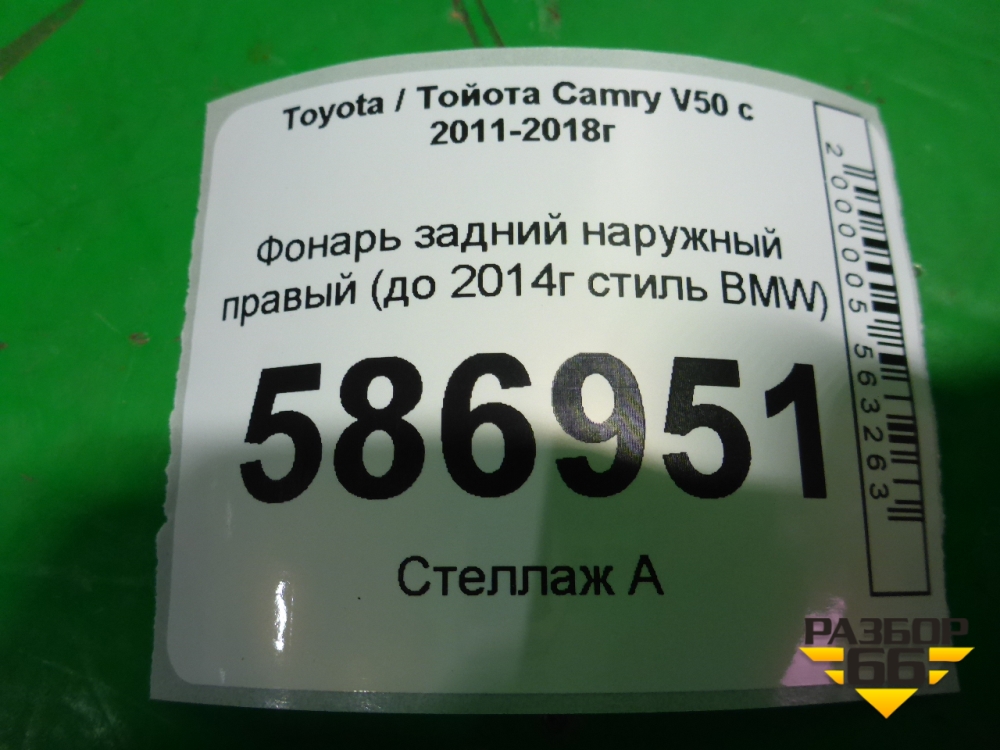 Toyota / Тойота Camry V50 с
2011-2018г
Фонарь задний наружный
правый (до 2014г стиль BMW)
586951
Стеллаж А
2000005563263
РАЗБОР
66